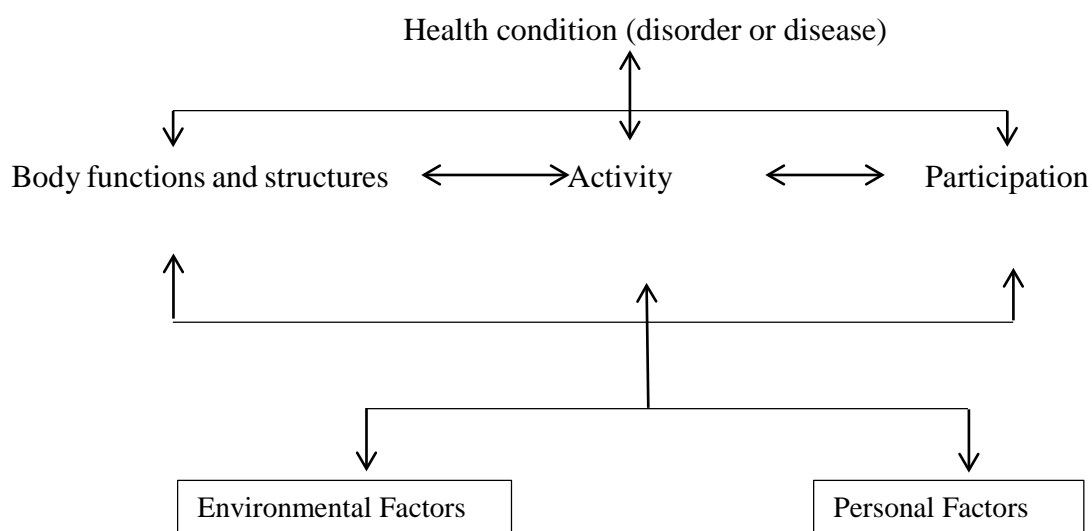 Health condition (disorder or disease)
Body functions and structures Activity Participation
Environmental Factors Personal Factors